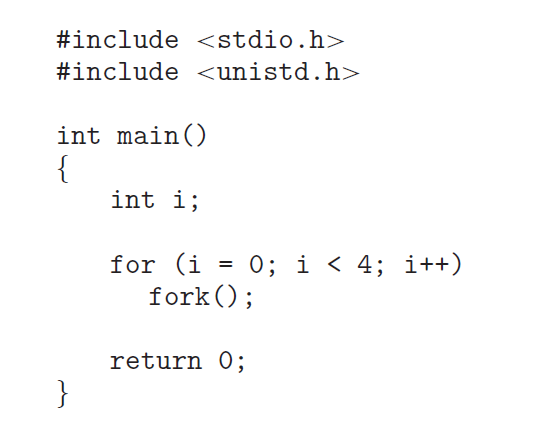 #include <stdio.h>
#include <unistd.h>
int main()
{
int i;
for (i = 0; i < 4; i++)
fork();
return 0;
}